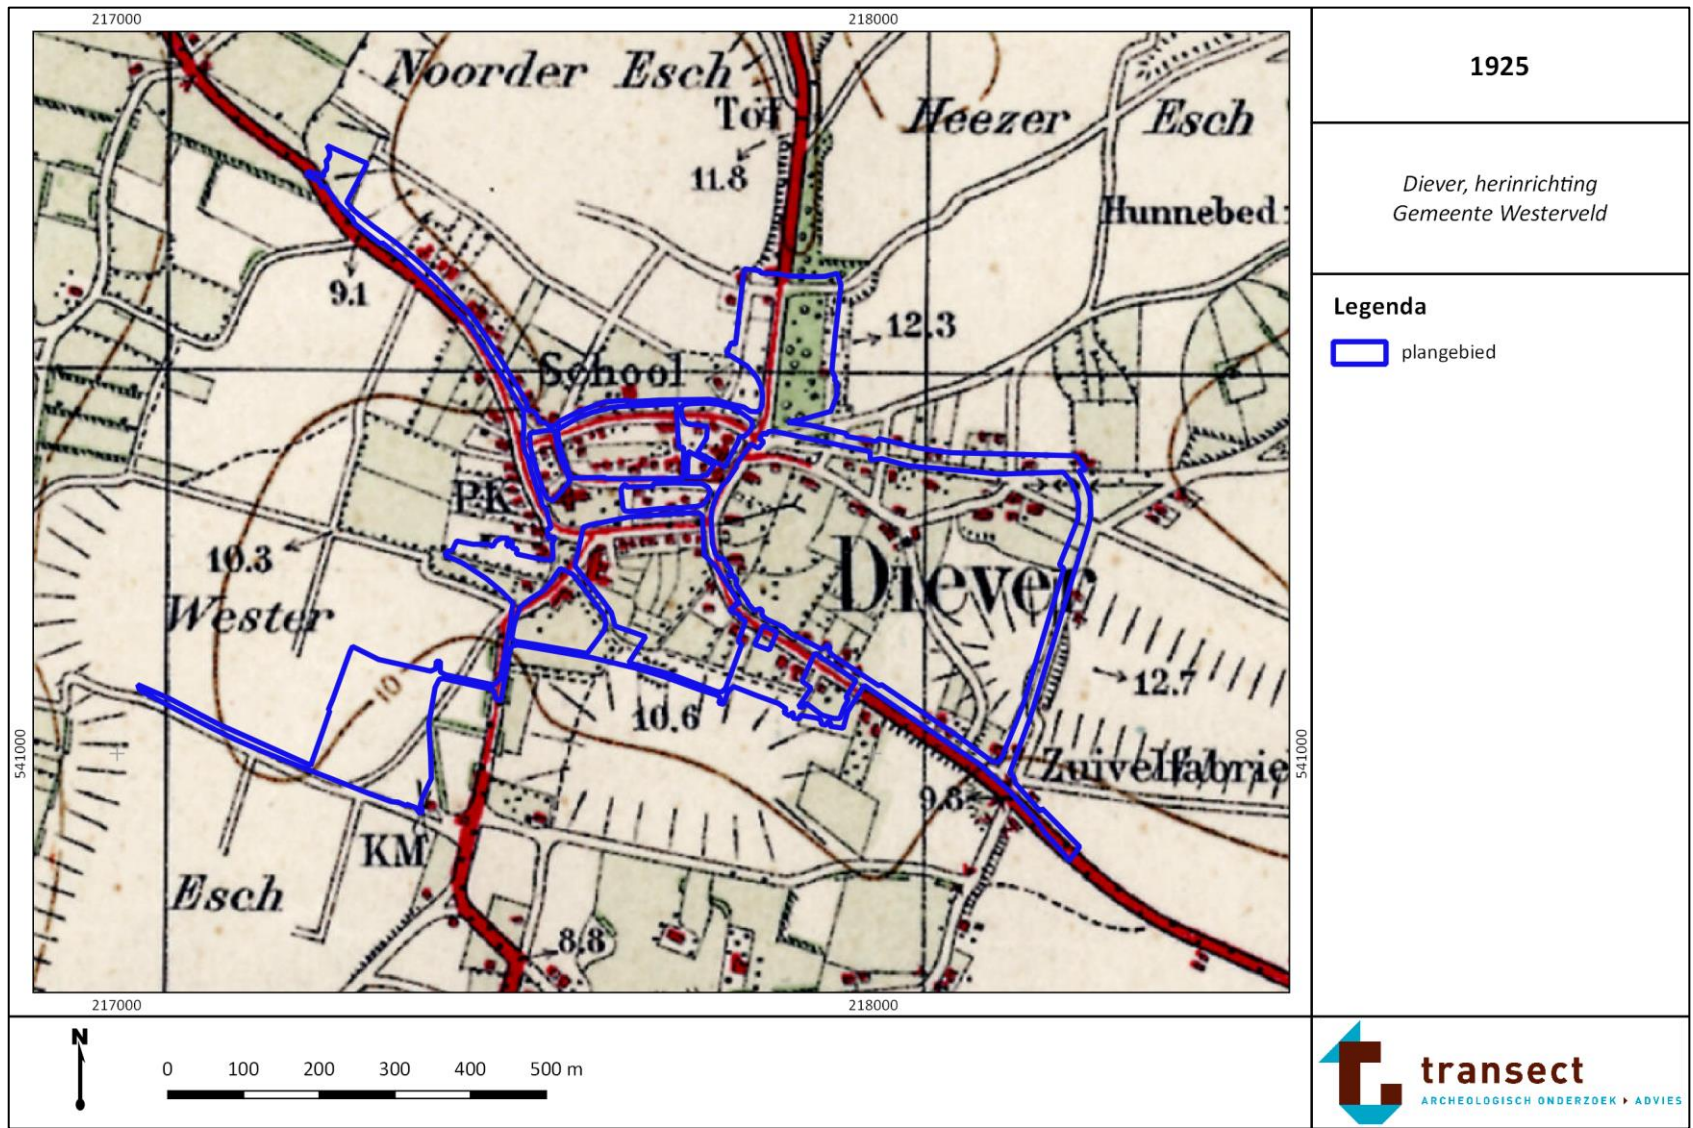 217000
218000
Noorder Esch
Tol
11.8
Heezer Esch
Hunnebed
9.1
12.3
School
P.K
10.3
Wester
Diever
10
12.7
10.6
541000
541000
Zuivelfabrie
9.8
KM
Esch
8.8
217000
218000
N
0 100 200 300 400 500 m
1925
Diever, herinrichting
Gemeente Westerveld
Legenda
plangebied
transect
ARCHEOLOGISCH ONDERZOEK ADVIES